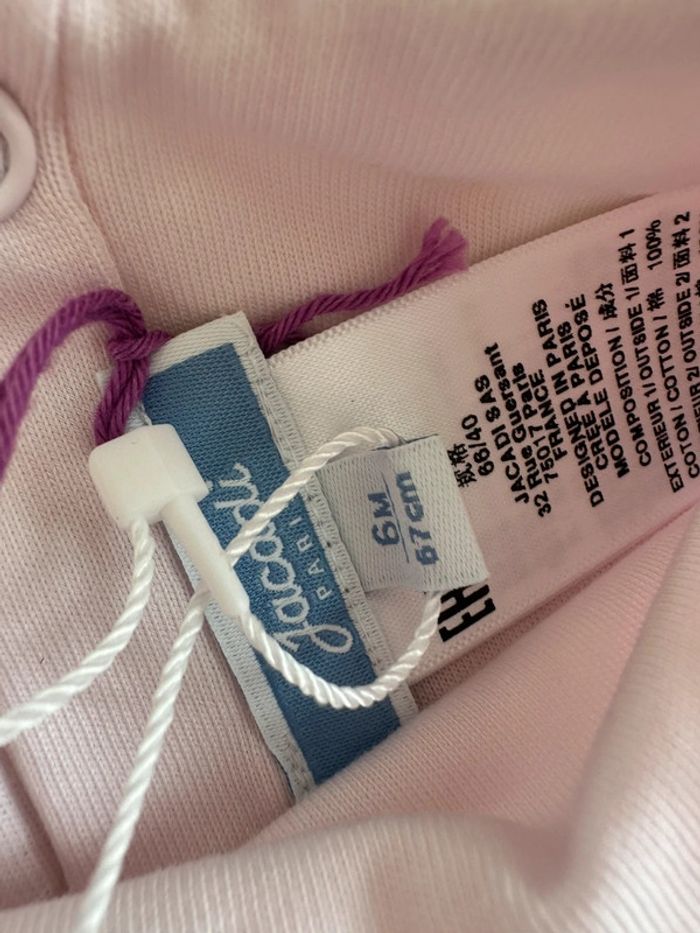 Jacadi
PARIS
6M
67cm
规格
66/40
JACADI SAS
32 Rue Guersant
75017 Paris
FRANCE
DESIGNED IN PARIS
CRÉÉ A PARIS
MODELE DEPOSÉ
COMPOSITION / 成分
EXTERIEUR 1/ OUTSIDE 1/ 面料 1
COTON / COTTON / 棉 100%
2/ OUTSIDE 2/ 面料 2